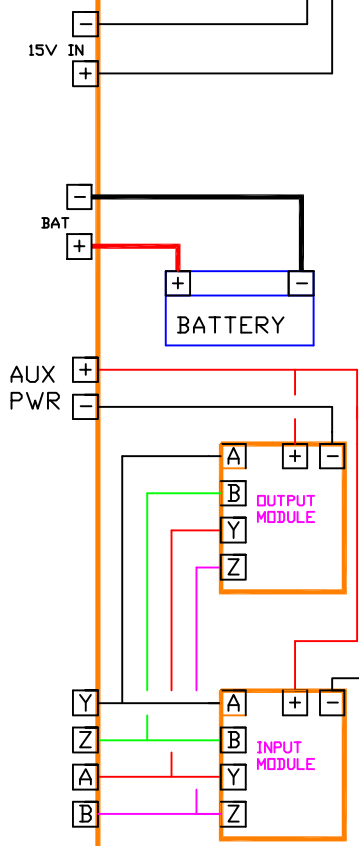 −
15V IN
+
−
BAT
+
+ −
BATTERY
AUX
PWR
+
−
A + −
B
OUTPUT
MODULE
Y
Z
Y A + −
Z B
INPUT
MODULE
A Y
B Z